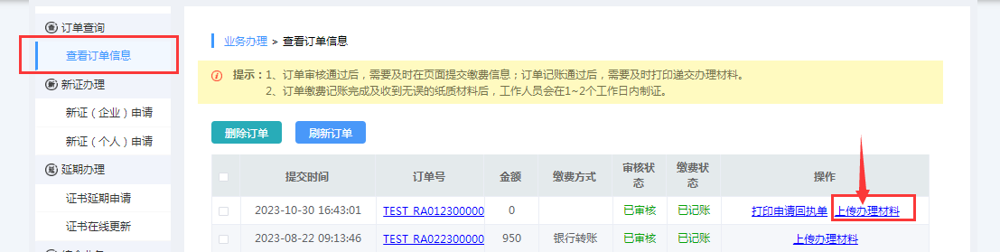 订单查询
查看订单信息
新证办理
新证（企业）申请
新证（个人）申请
延期办理
证书延期申请
证书在线更新
业务办理 > 查看订单信息
提示：1、订单审核通过后，需要及时在页面提交缴费信息；订单记账通过后，需要及时打印递交办理材料。
2、订单缴费记账完成及收到无误的纸质材料后，工作人员会在1~2个工作日内制证。
删除订单 刷新订单
提交时间 订单号 金额 缴费方式 审核状态 缴费状态 操作
2023-10-30 16:43:01 TEST_RA012300000 0 已审核 已记账 打印申请回执单 上传办理材料
2023-08-22 09:13:46 TEST_RA022300000 950 银行转账 已审核 已记账 上传办理材料